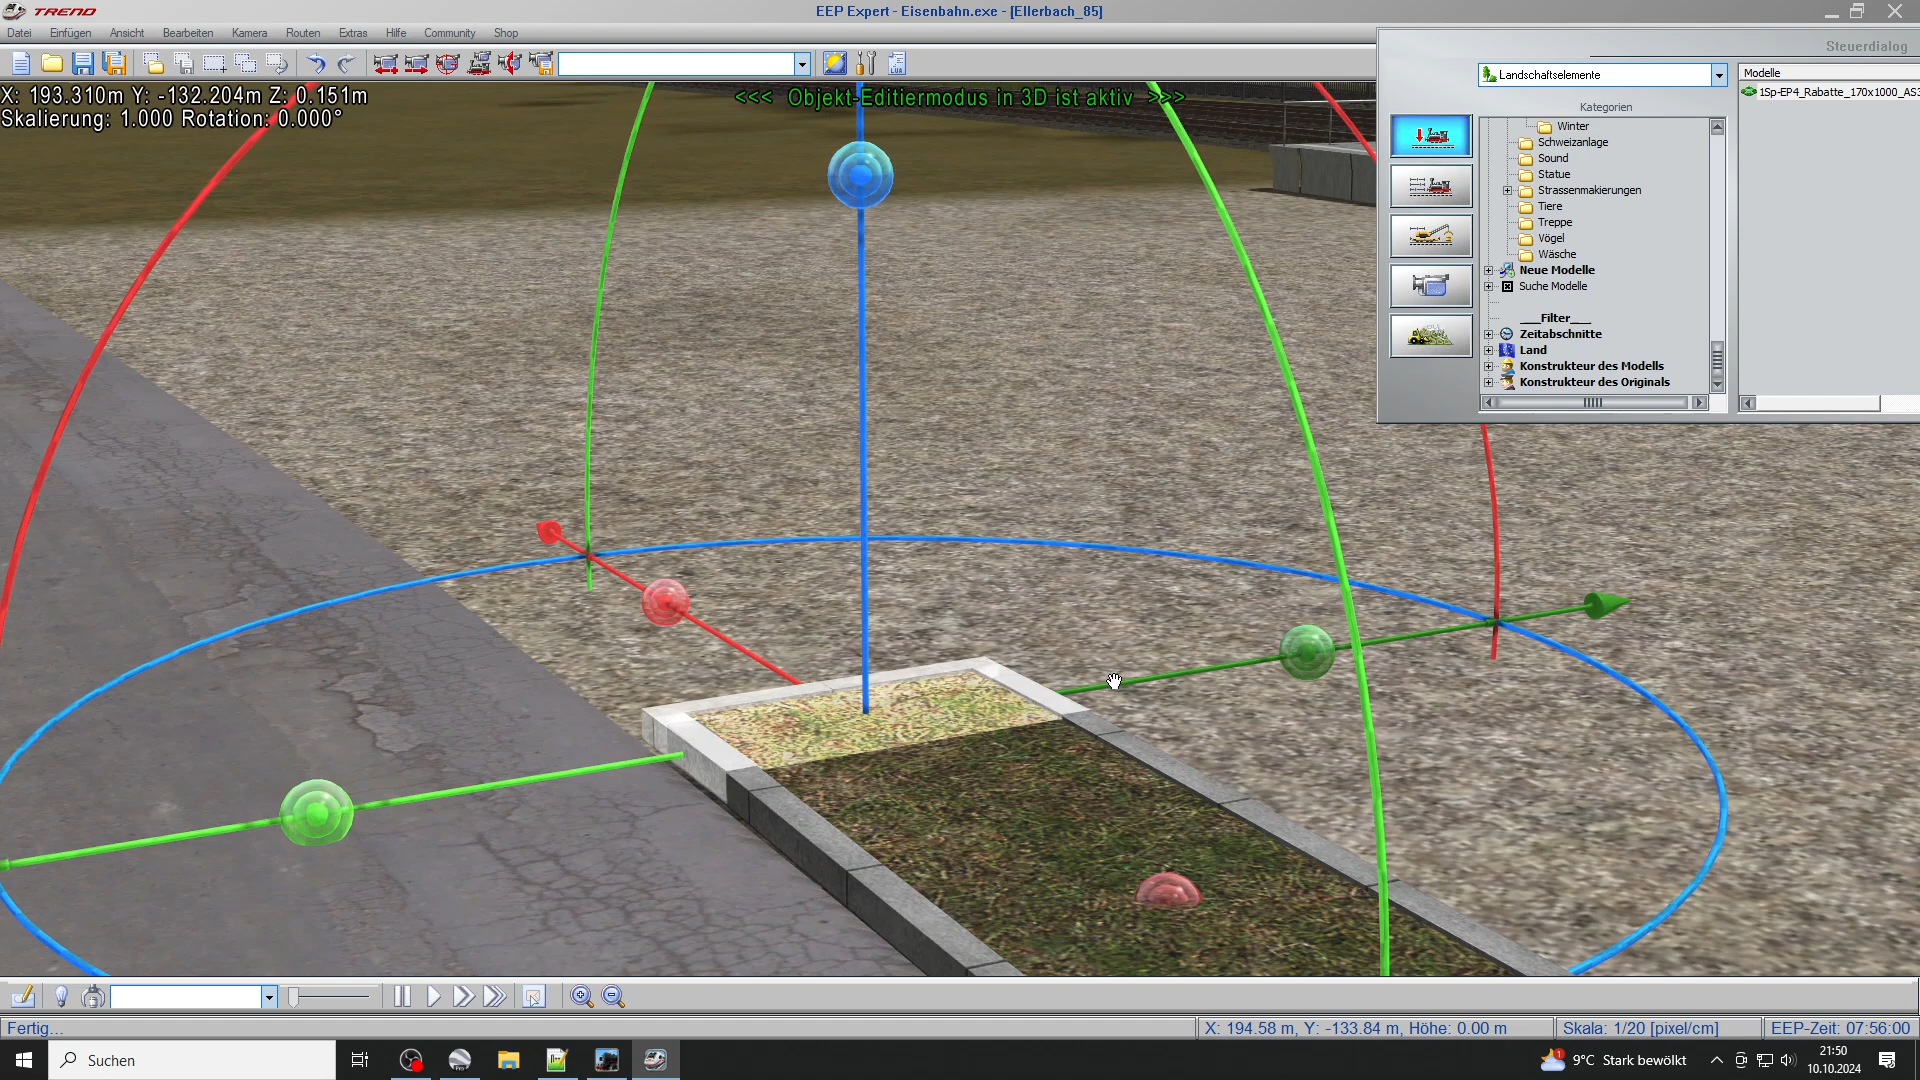 TREND
EEP Expert - Eisenbahn.exe - [Ellerbach_85]
Datei Einfügen Ansicht Bearbeiten Kamera Routen Extras Hilfe Community Shop
Steuerdialog
X: 193.310m Y: -132.204m Z: 0.151m
Skalierung: 1.000 Rotation: 0.000°
<<< Objekt-Editiermodus in 3D ist aktiv >>>
Landschaftselemente
Modelle
1Sp-EP4_Rabatte_170x1000_AS3
Kategorien
Winter
Schweizanlage
Sound
Statue
Strassenmakierungen
Tiere
Treppe
Vögel
Wäsche
Neue Modelle
Suche Modelle
___Filter___
Zeitabschnitte
Land
Konstrukteur des Modells
Konstrukteur des Originals
Fertig...
X: 194.58 m, Y: -133.84 m, Höhe: 0.00 m
Skala: 1/20 [pixel/cm]
EEP-Zeit: 07:56:00
Suchen
1
9°C Stark bewölkt
21:50
10.10.2024